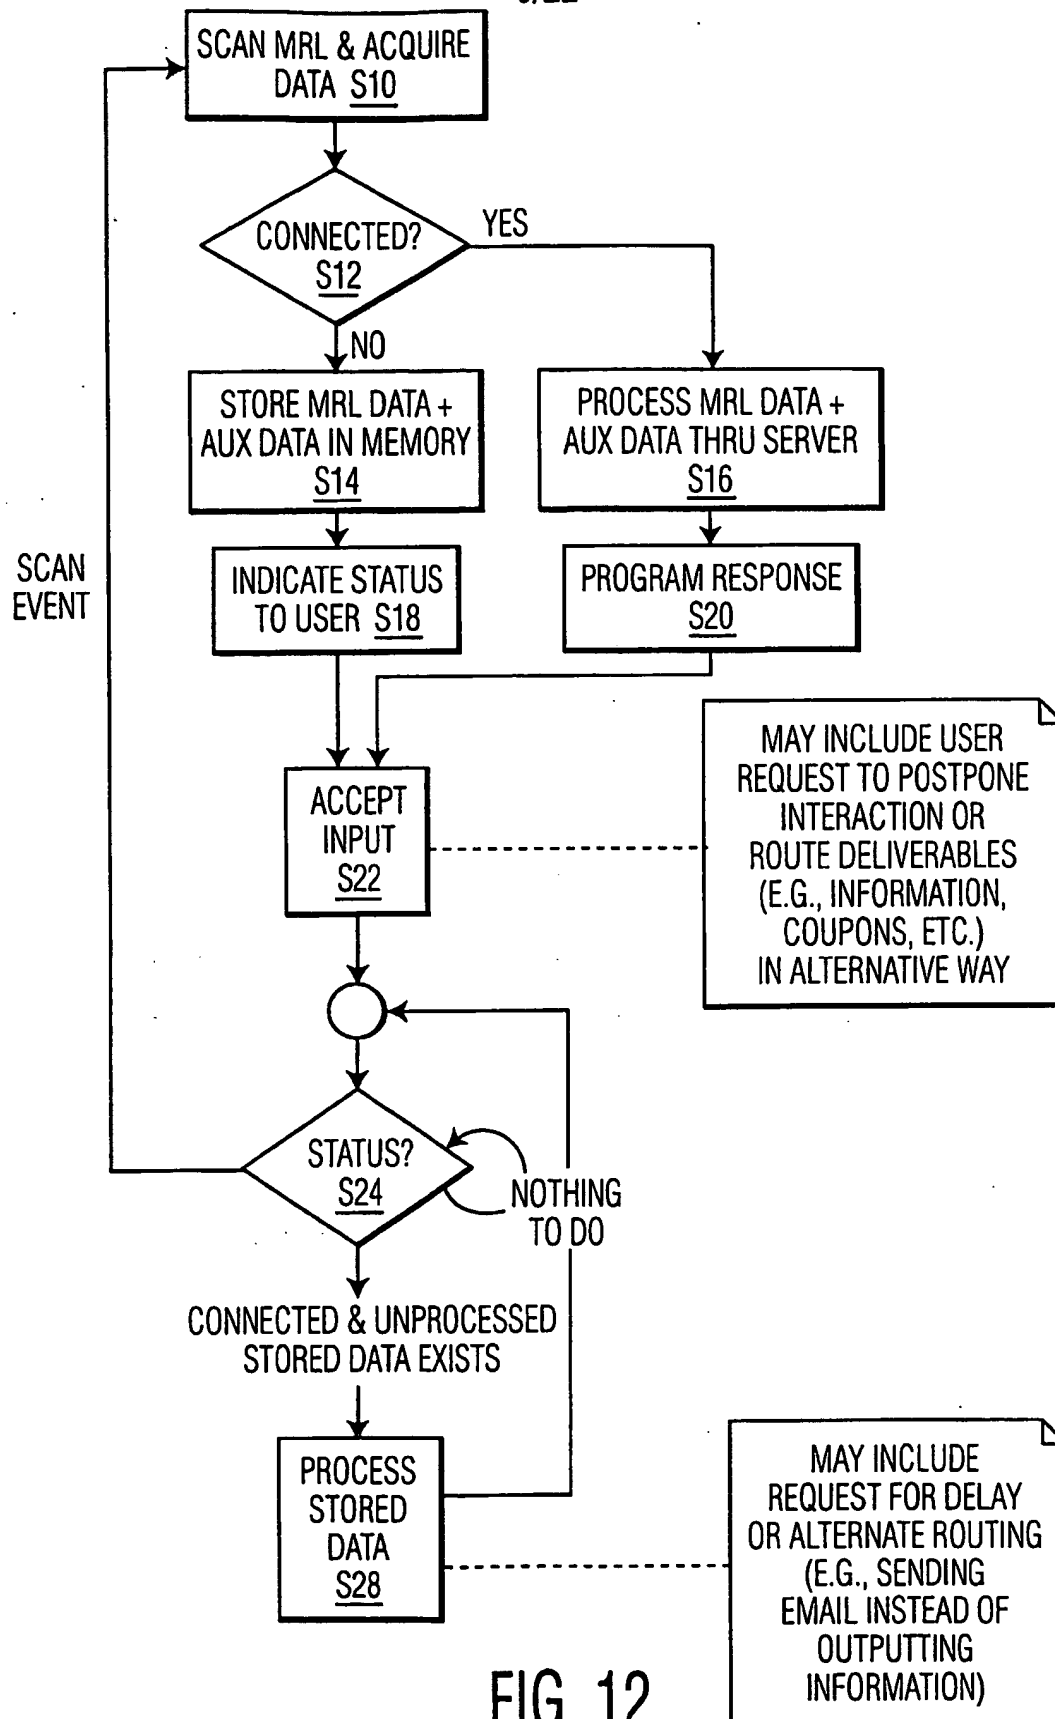 SCAN MRL & ACQUIRE
DATA S10
CONNECTED?
S12
YES
NO
STORE MRL DATA +
AUX DATA IN MEMORY
S14
PROCESS MRL DATA +
AUX DATA THRU SERVER
S16
SCAN
EVENT
INDICATE STATUS
TO USER S18
PROGRAM RESPONSE
S20
ACCEPT
INPUT
S22
MAY INCLUDE USER
REQUEST TO POSTPONE
INTERACTION OR
ROUTE DELIVERABLES
(E.G., INFORMATION,
COUPONS, ETC.)
IN ALTERNATIVE WAY
STATUS?
S24
NOTHING
TO DO
CONNECTED & UNPROCESSED
STORED DATA EXISTS
PROCESS
STORED
DATA
S28
MAY INCLUDE
REQUEST FOR DELAY
OR ALTERNATE ROUTING
(E.G., SENDING
EMAIL INSTEAD OF
OUTPUTTING
INFORMATION)
FIG. 12